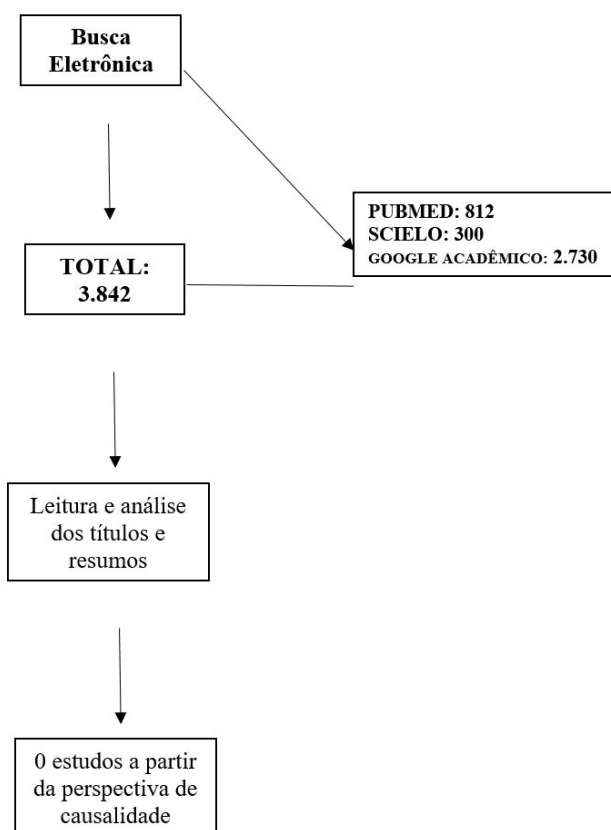 Busca
Eletrônica
PUBMED: 812
SCIELO: 300
GOOGLE ACADÊMICO: 2.730
TOTAL:
3.842
Leitura e análise
dos títulos e
resumos
0 estudos a partir
da perspectiva de
causalidade